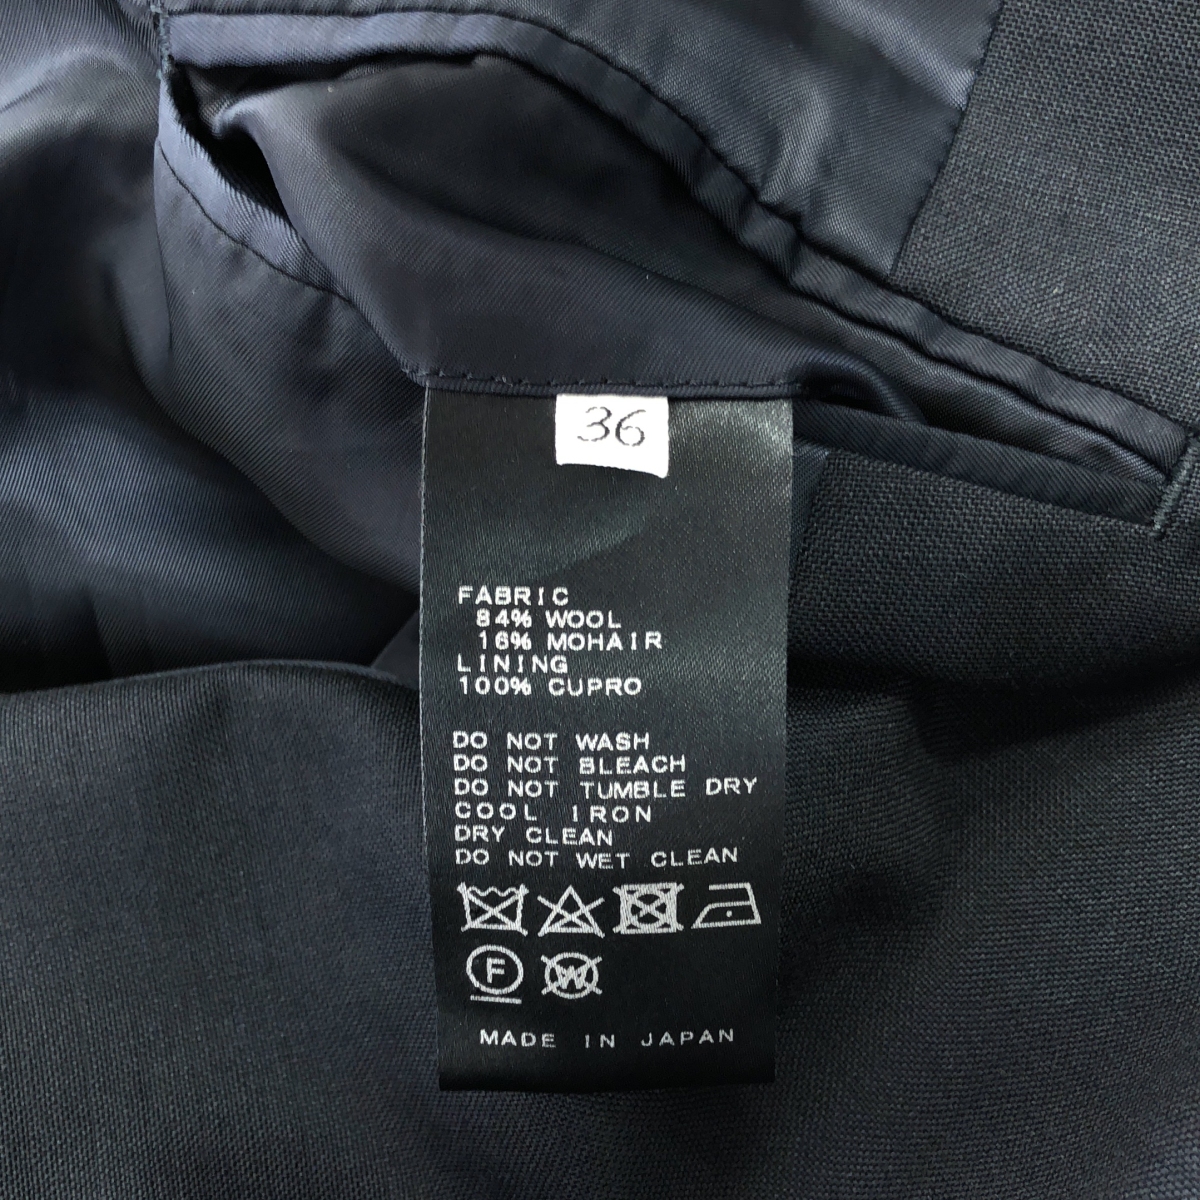 36
FABRIC
84% WOOL
16% MOHAIR
LINING
100% CUPRO
DO NOT WASH
DO NOT BLEACH
DO NOT TUMBLE DRY
COOL IRON
DRY CLEAN
DO NOT WET CLEAN
F W
MADE IN JAPAN